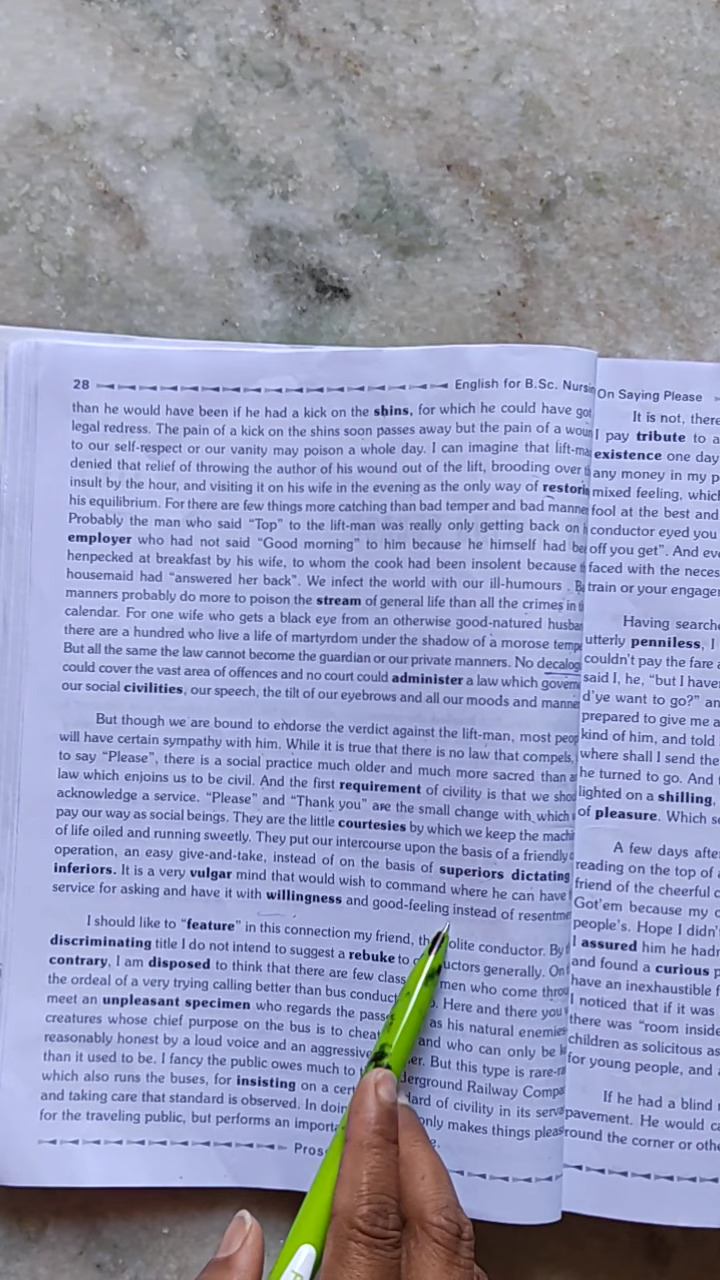 28 English for B.Sc. Nursin
than he would have been if he had a kick on the shins, for which he could have got
legal redress. The pain of a kick on the shins soon passes away but the pain of a woun
to our self-respect or our vanity may poison a whole day. I can imagine that lift-ma
denied that relief of throwing the author of his wound out of the lift, brooding over
insult by the hour, and visiting it on his wife in the evening as the only way of restorin
his equilibrium. For there are few things more catching than bad temper and bad manne
Probably the man who said “Top” to the lift-man was really only getting back on
employer who had not said “Good morning” to him because he himself had be
henpecked at breakfast by his wife, to whom the cook had been insolent because
housemaid had “answered her back”. We infect the world with our ill-humours . B
manners probably do more to poison the stream of general life than all the crimes in
calendar. For one wife who gets a black eye from an otherwise good-natured husba
there are a hundred who live a life of martyrdom under the shadow of a morose tempe
But all the same the law cannot become the guardian or our private manners. No decalog
could cover the vast area of offences and no court could administer a law which govern
our social civilities, our speech, the tilt of our eyebrows and all our moods and manne
But though we are bound to endorse the verdict against the lift-man, most peop
will have certain sympathy with him. While it is true that there is no law that compels,
to say “Please”, there is a social practice much older and much more sacred than a
law which enjoins us to be civil. And the first requirement of civility is that we shou
acknowledge a service. “Please” and “Thank you” are the small change with which
pay our way as social beings. They are the little courtesies by which we keep the machi
of life oiled and running sweetly. They put our intercourse upon the basis of a friendly
operation, an easy give-and-take, instead of on the basis of superiors dictating
inferiors. It is a very vulgar mind that would wish to command where he can have
service for asking and have it with willingness and good-feeling instead of resentme
I should like to “feature” in this connection my friend, th olite conductor. By
discriminating title I do not intend to suggest a rebuke to uctors generally. On
contrary, I am disposed to think that there are few class men who come throu
the ordeal of a very trying calling better than bus conduct Here and there you
meet an unpleasant specimen who regards the passe as his natural enemies
creatures whose chief purpose on the bus is to chea and who can only be
reasonably honest by a loud voice and an aggressive er. But this type is rare-r
than it used to be. I fancy the public owes much to derground Railway Compa
which also runs the buses, for insisting on a cer dard of civility in its serva
and taking care that standard is observed. In doin only makes things pleas
for the traveling public, but performs an importa e.
Pros
On Saying Please
It is not, there
I pay tribute to a
existence one day
any money in my p
mixed feeling, which
fool at the best and
conductor eyed you
off you get”. And eve
faced with the neces
train or your engager
Having searche
utterly penniless, I
couldn't pay the fare a
said I, he, “but I have
d'ye want to go?” an
prepared to give me a
kind of him, and told
where shall I send the
he turned to go. And
lighted on a shilling,
of pleasure. Which so
A few days after
reading on the top of
friend of the cheerful c
Got'em because my c
people's. Hope I didn'
I assured him he had
and found a curious p
have an inexhaustible f
I noticed that if it was
there was “room inside
children as solicitous as
for young people, and
If he had a blind
pavement. He would ca
round the corner or othe